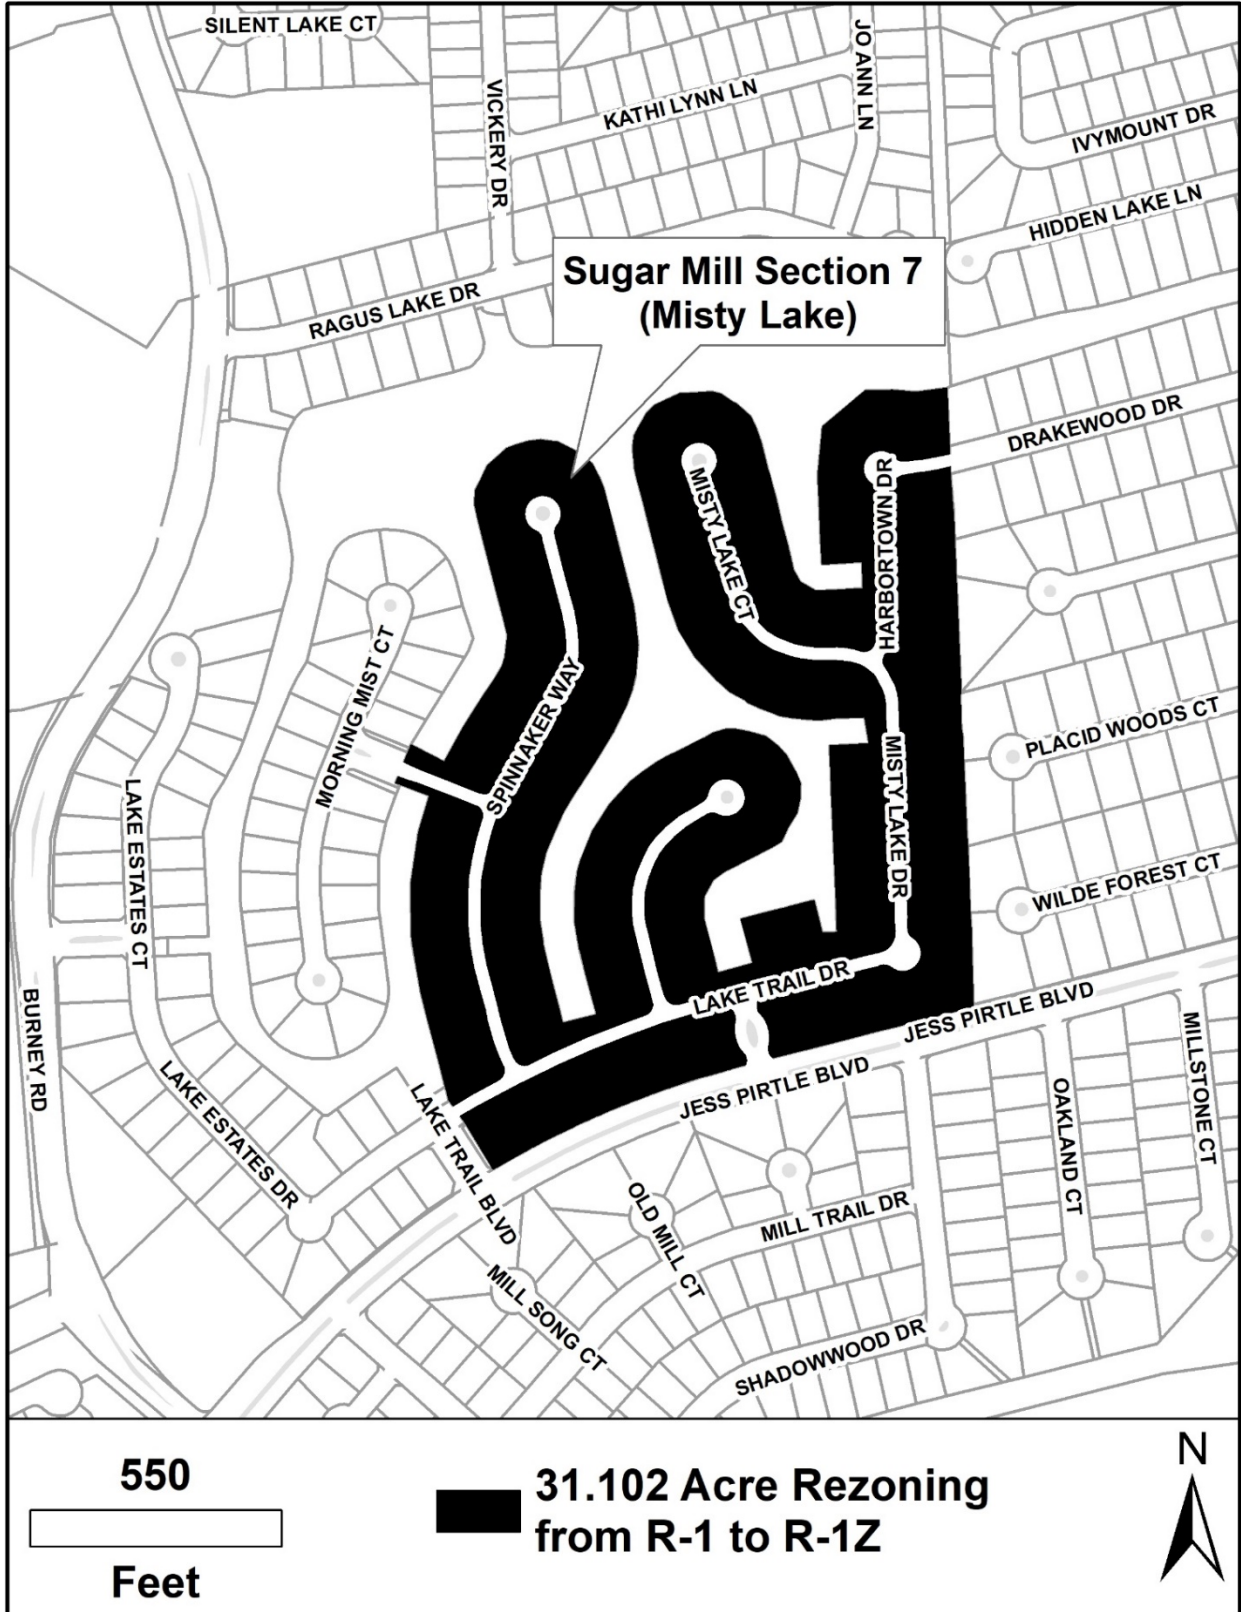 SILENT LAKE CT
JO ANN LN
VICKERY DR
KATHI LYNN LN
IVYMOUNT DR
HIDDEN LAKE LN
Sugar Mill Section 7
(Misty Lake)
RAGUS LAKE DR
DRAKEWOOD DR
MISTY LAKE CT
HARBORTOWN DR
MORNING MIST CT
SPINNAKER WAY
PLACID WOODS CT
LAKE ESTATES CT
MISTY LAKE DR
WILDE FOREST CT
LAKE TRAIL DR
BURNEY RD
JESS PIRTLE BLVD
MILLSTONE CT
LAKE ESTATES DR
JESS PIRTLE BLVD
OAKLAND CT
LAKE TRAIL BLVD
OLD MILL CT
MILL TRAIL DR
MILL SONG CT
SHADOWWOOD DR
550
Feet
31.102 Acre Rezoning
from R-1 to R-1Z
N